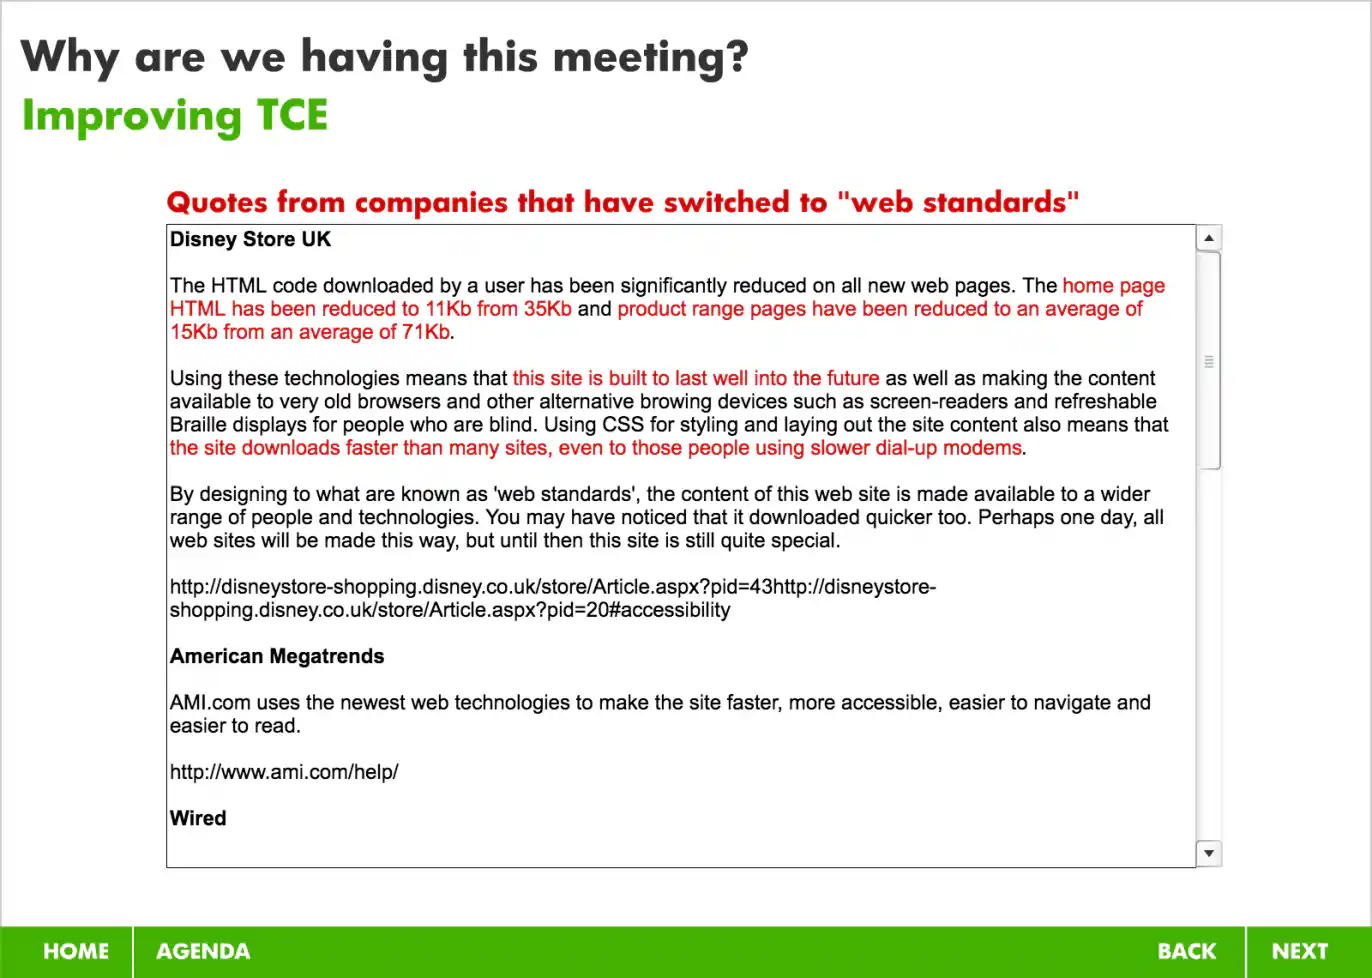 Why are we having this meeting?
Improving TCE
Quotes from companies that have switched to "web standards"
Disney Store UK
The HTML code downloaded by a user has been significantly reduced on all new web pages. The home page
HTML has been reduced to 11Kb from 35Kb and product range pages have been reduced to an average of
15Kb from an average of 71Kb.
Using these technologies means that this site is built to last well into the future as well as making the content
available to very old browsers and other alternative browing devices such as screen-readers and refreshable
Braille displays for people who are blind. Using CSS for styling and laying out the site content also means that
the site downloads faster than many sites, even to those people using slower dial-up modems.
By designing to what are known as 'web standards', the content of this web site is made available to a wider
range of people and technologies. You may have noticed that it downloaded quicker too. Perhaps one day, all
web sites will be made this way, but until then this site is still quite special.
http://disneystore-shopping.disney.co.uk/store/Article.aspx?pid=43http://disneystore-
shopping.disney.co.uk/store/Article.aspx?pid=20#accessibility
American Megatrends
AMI.com uses the newest web technologies to make the site faster, more accessible, easier to navigate and
easier to read.
http://www.ami.com/help/
Wired
HOME AGENDA BACK NEXT